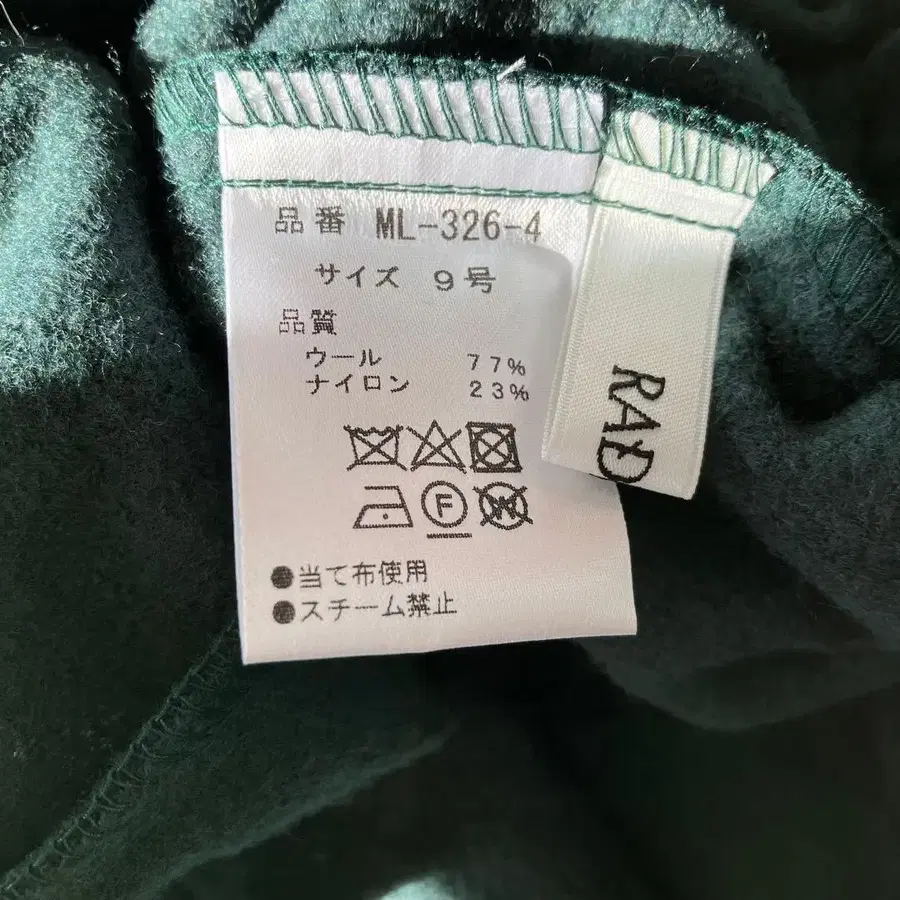 品番 ML-326-4
サイズ 9号
品質
ウール 77%
ナイロン 23%
F
W
●当て布使用
●スチーム禁止
RAD